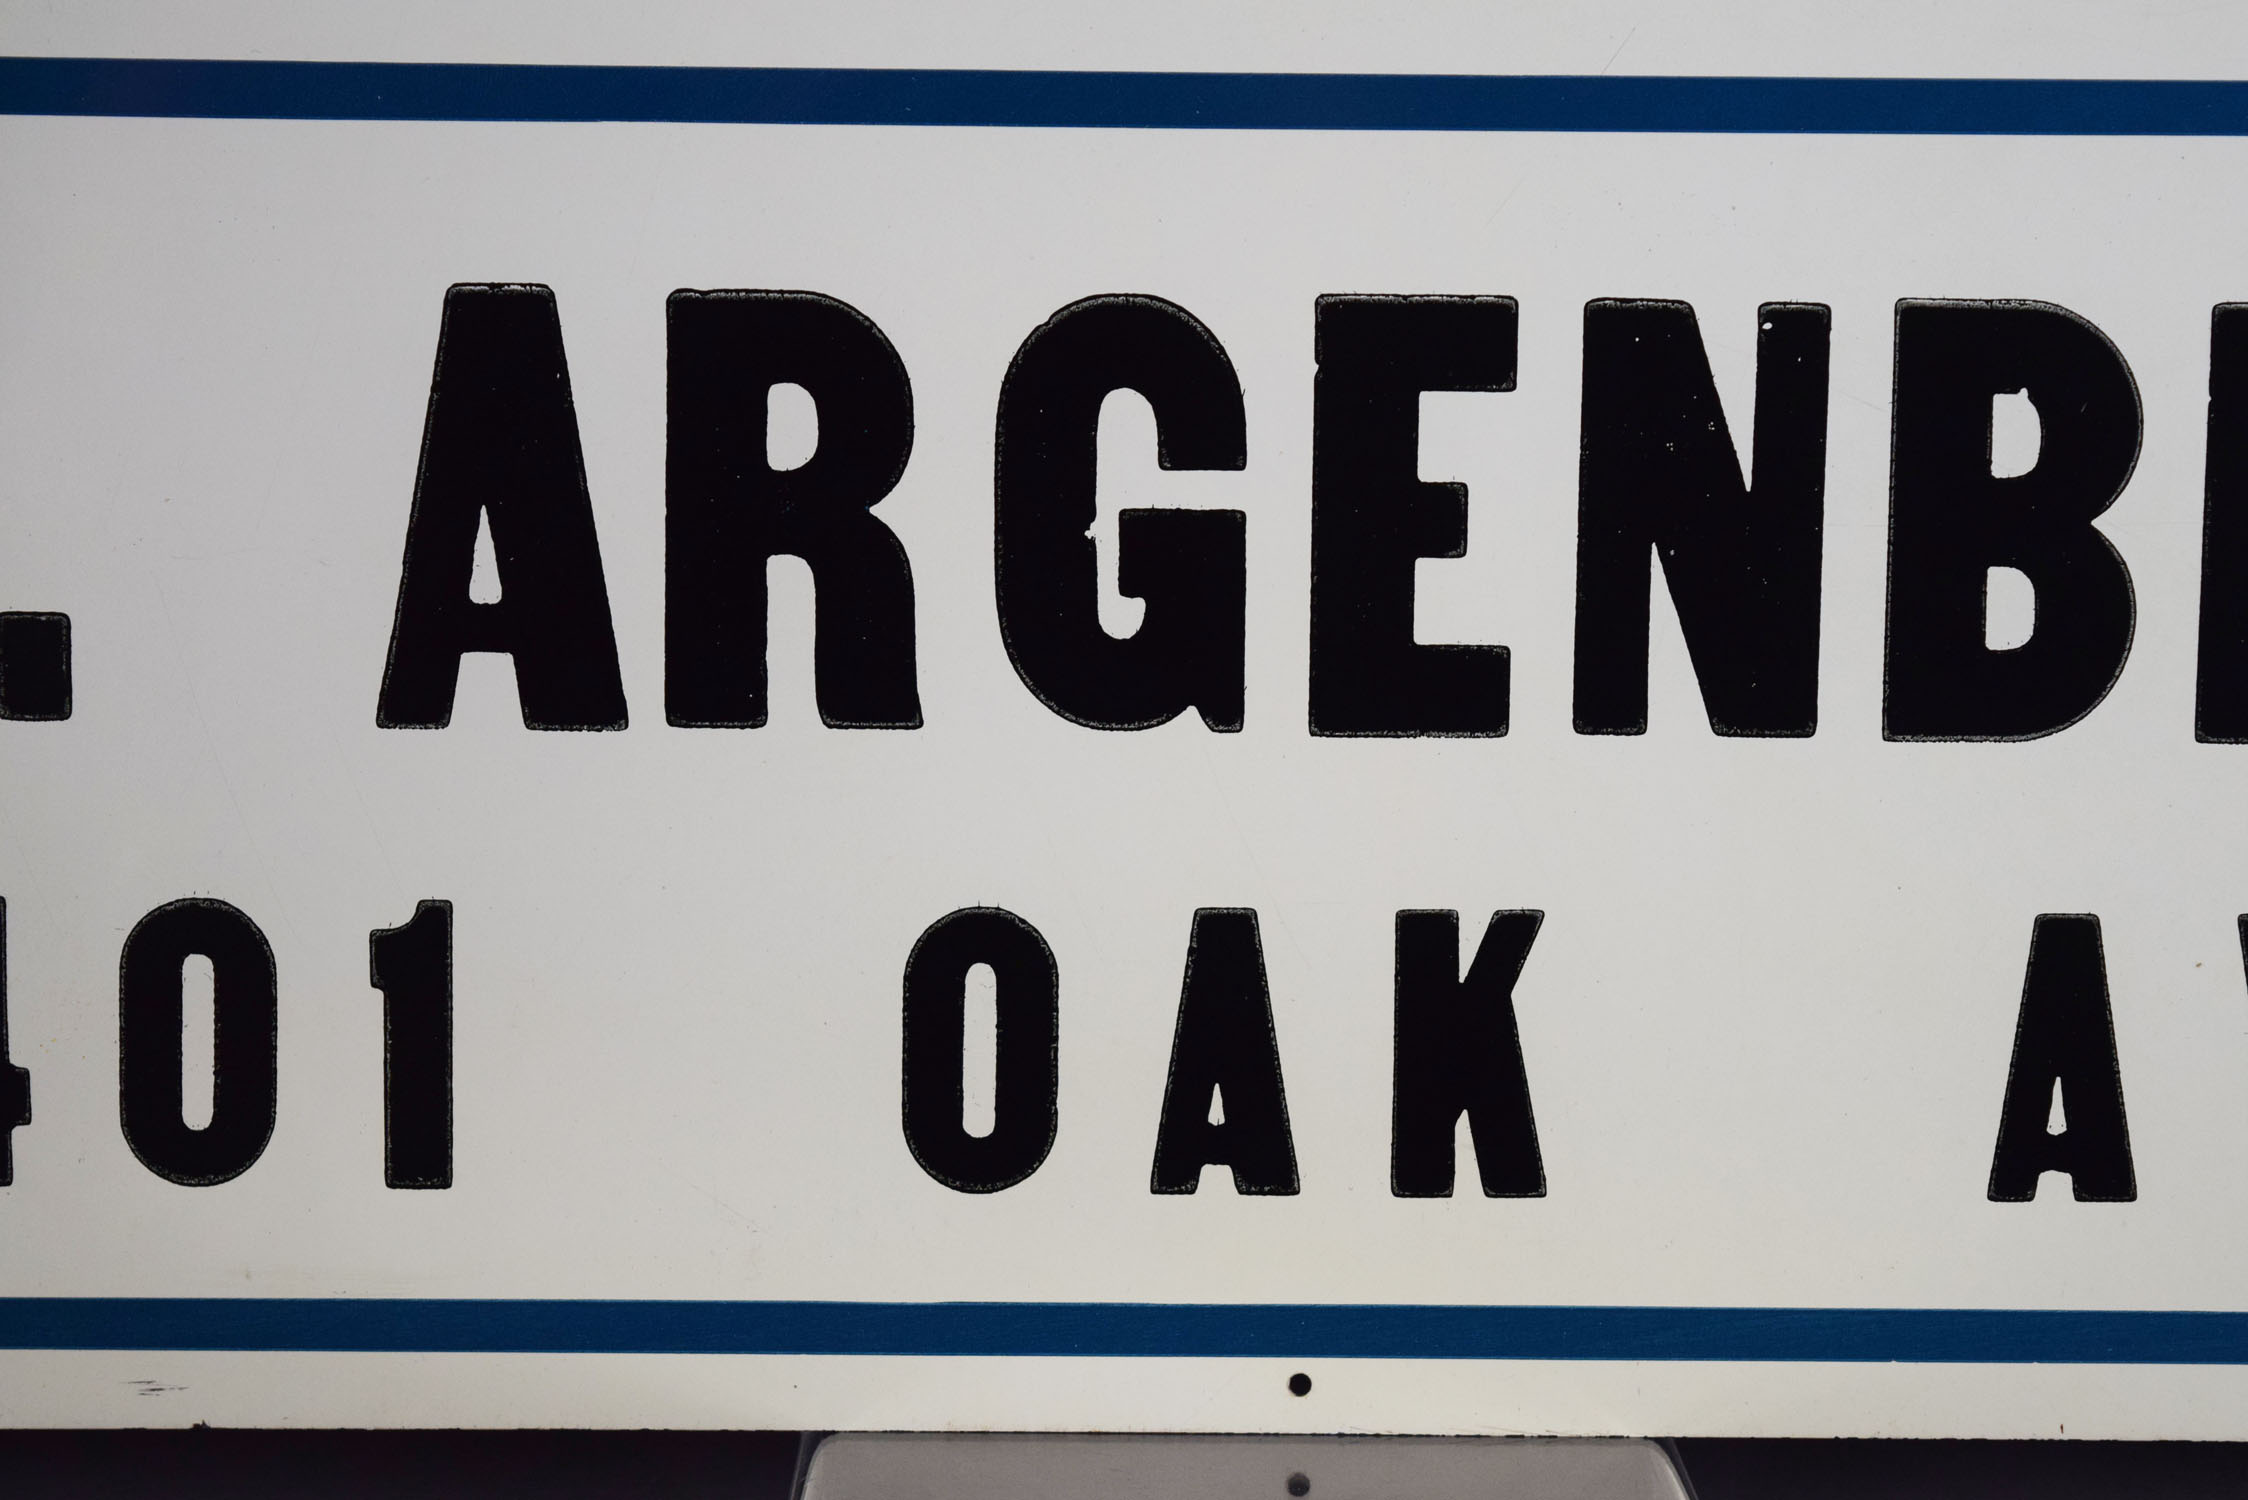 . ARGENB
401 OAK A